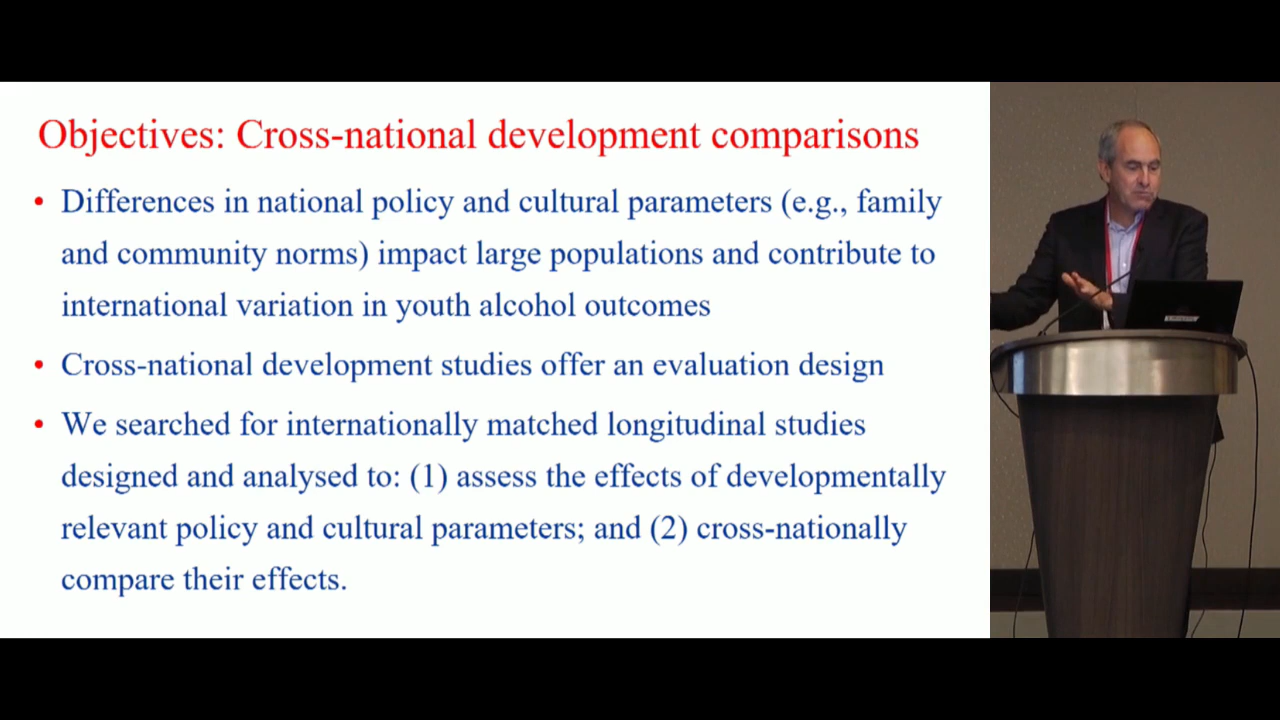 Objectives: Cross-national development comparisons
• Differences in national policy and cultural parameters (e.g., family
and community norms) impact large populations and contribute to
international variation in youth alcohol outcomes
• Cross-national development studies offer an evaluation design
• We searched for internationally matched longitudinal studies
designed and analysed to: (1) assess the effects of developmentally
relevant policy and cultural parameters; and (2) cross-nationally
compare their effects.